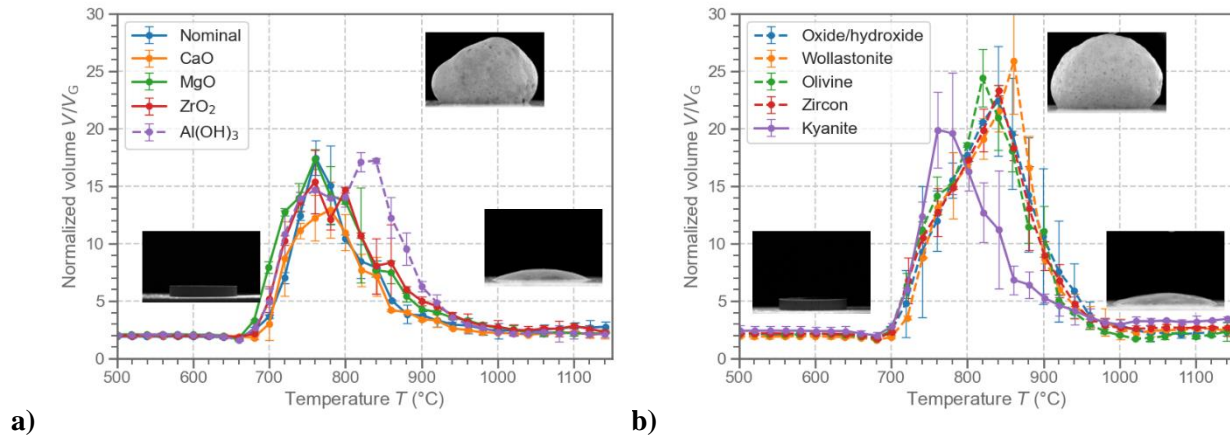 30
25
20
15
10
5
0
Normalized volume V/V_G
Nominal
CaO
MgO
ZrO₂
Al(OH)₃
500 600 700 800 900 1000 1100
Temperature T (°C)
a)
30
25
20
15
10
5
0
Normalized volume V/V_G
Oxide/hydroxide
Wollastonite
Olivine
Zircon
Kyanite
500 600 700 800 900 1000 1100
Temperature T (°C)
b)